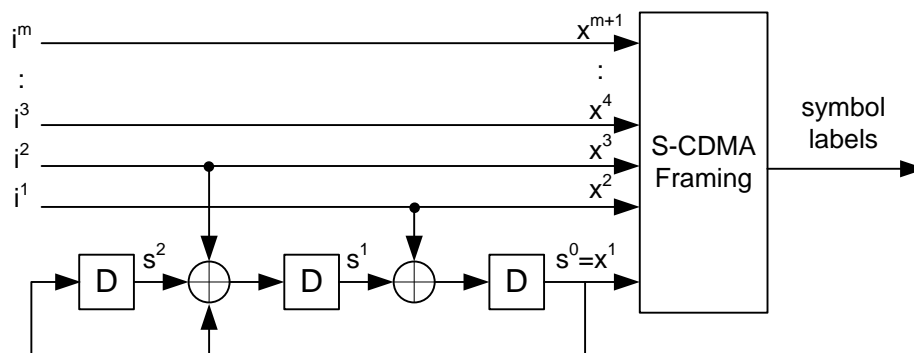 i^m x^{m+1}
: :
i^3 x^4
i^2 x^3
i^1 x^2
S-CDMA
Framing
symbol
labels
D s^2 D s^1 D s^0=x^1